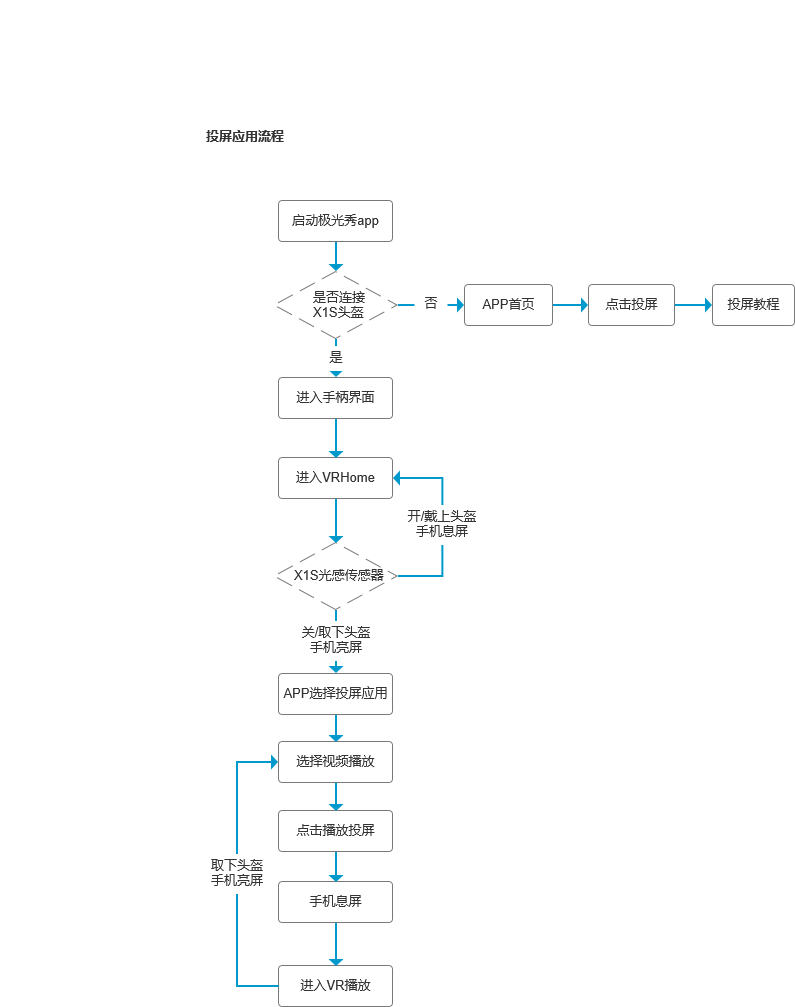 投屏应用流程
启动极光秀app
是否连接
X1S头盔
否
APP首页
点击投屏
投屏教程
是
进入手柄界面
进入VRHome
开/戴上头盔
手机息屏
X1S光感传感器
关/取下头盔
手机亮屏
APP选择投屏应用
选择视频播放
点击播放投屏
取下头盔
手机亮屏
手机息屏
进入VR播放